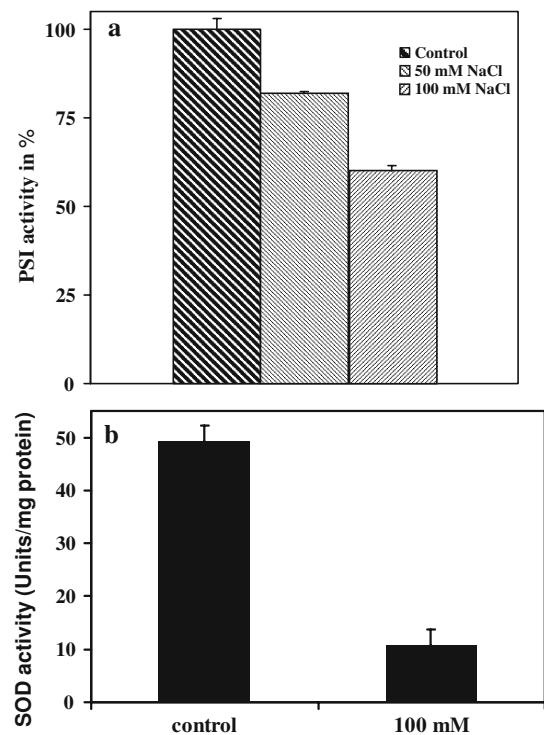 a
100
75
50
25
0
PSI activity in %
Control
50 mM NaCl
100 mM NaCl
b
50
40
30
20
10
0
SOD activity (Units/mg protein)
control
100 mM